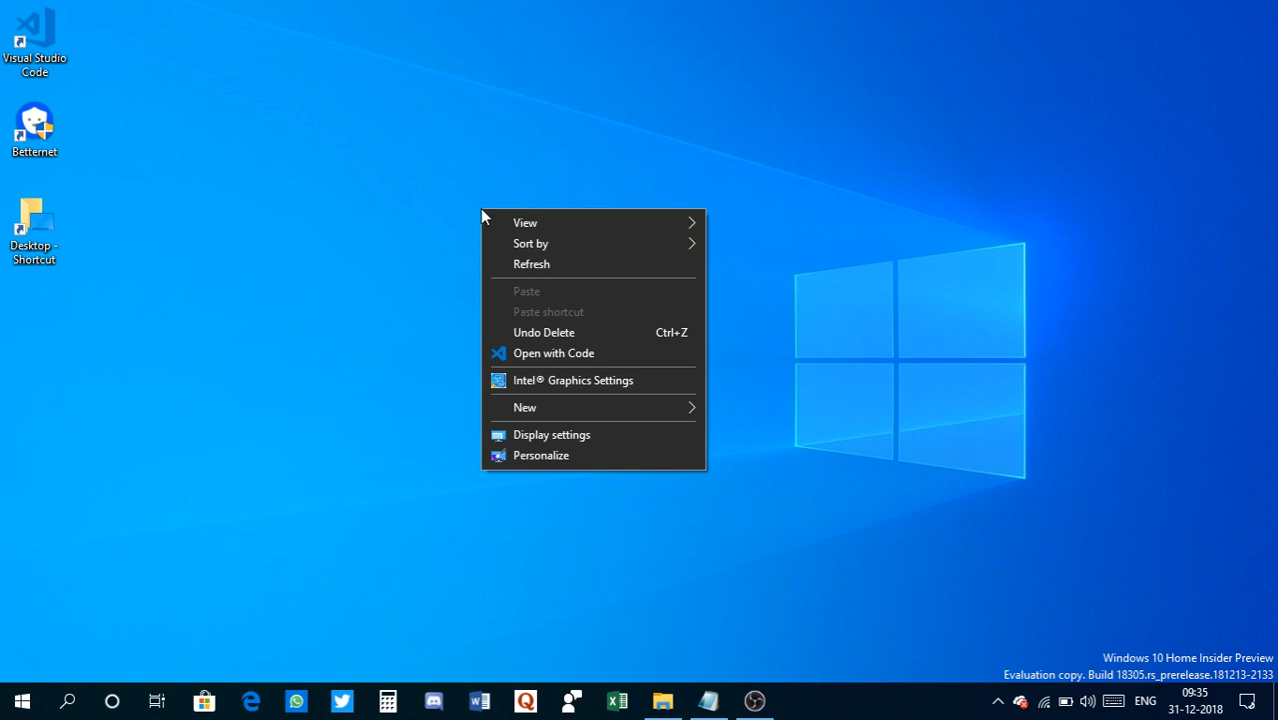 Visual Studio
Code
Betternet
Desktop -
Shortcut
View
Sort by
Refresh
Paste
Paste shortcut
Undo Delete Ctrl+Z
Open with Code
Intel® Graphics Settings
New
Display settings
Personalize
Windows 10 Home Insider Preview
Evaluation copy. Build 18305.rs_prerelease.181213-2133
ENG
09:35
31-12-2018